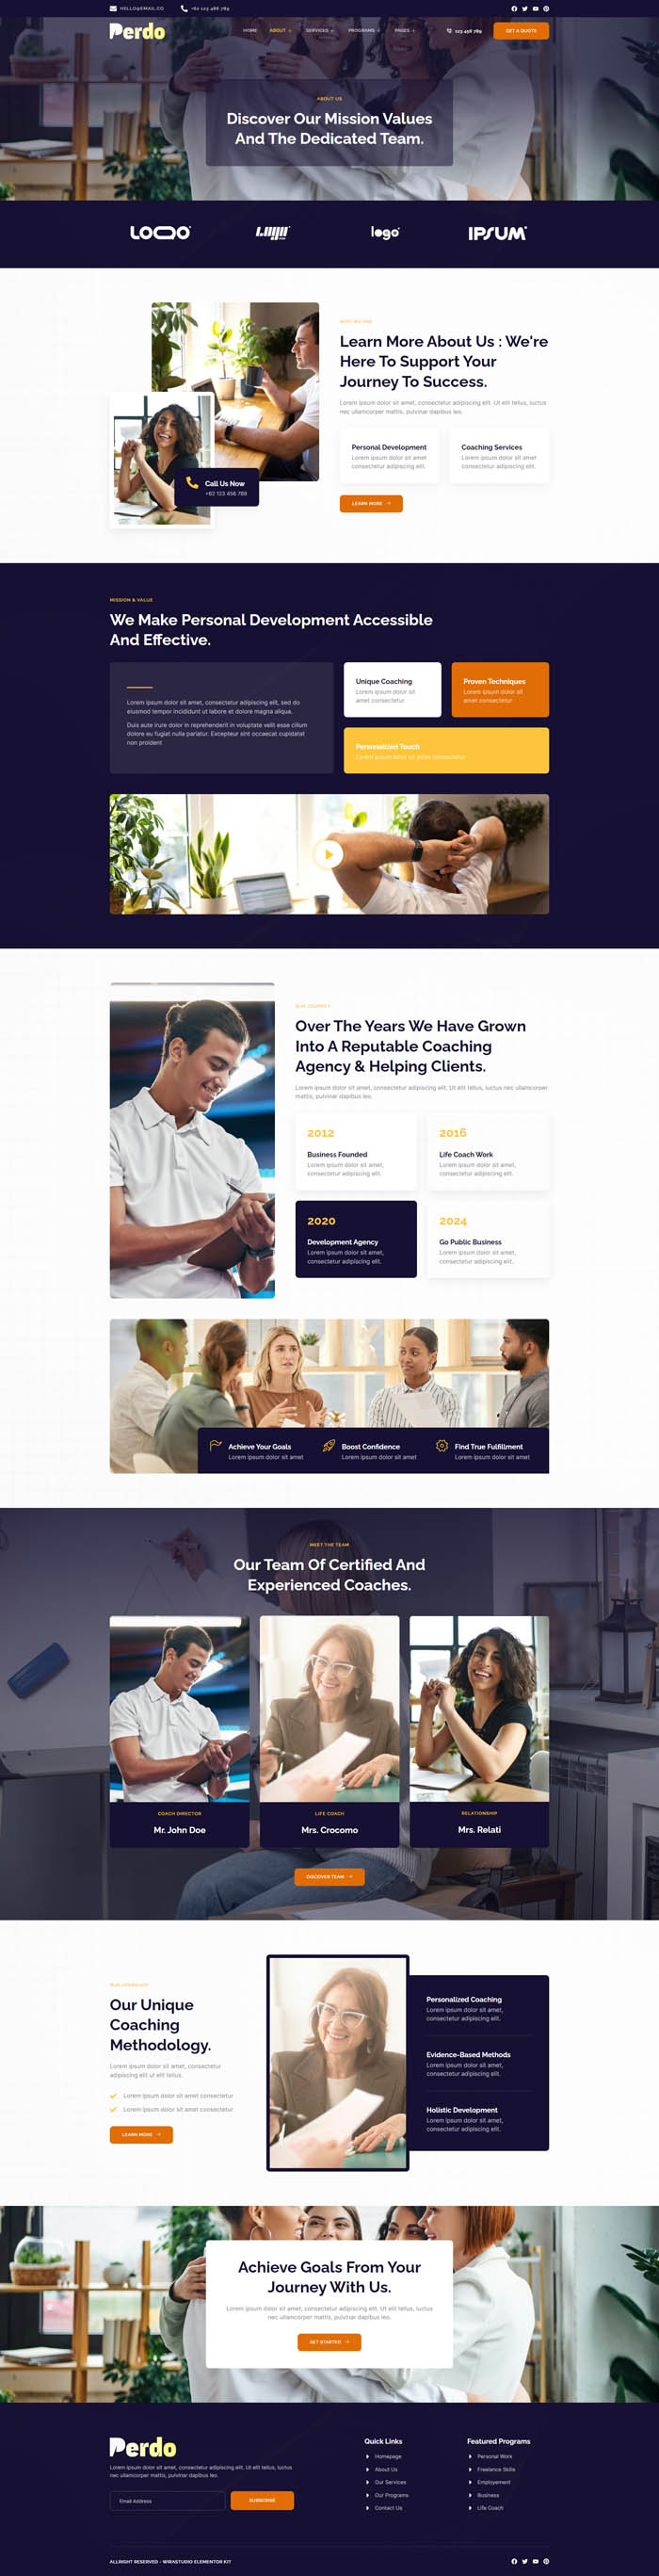 HELLO@EMAIL.CO
+62 123 456 789
Perdo
HOME
ABOUT
SERVICES
PROGRAMS
PAGES
123 456 789
GET A QUOTE
ABOUT US
Discover Our Mission Values
And The Dedicated Team.
logo
IPSUM
Learn More About Us : We're
Here To Support Your
Journey To Success.
Lorem ipsum dolor sit amet, consectetur adipiscing elit. Ut elit tellus, luctus
nec ullamcorper mattis, pulvinar dapibus leo.
Personal Development
Lorem ipsum dolor sit amet
consectetur adipiscing elit.
Coaching Services
Lorem ipsum dolor sit amet
consectetur adipiscing elit.
Call Us Now
+62 123 456 789
LEARN MORE
MISSION & VALUE
We Make Personal Development Accessible
And Effective.
Lorem ipsum dolor sit amet, consectetur adipiscing elit, sed do
eiusmod tempor incididunt ut labore et dolore magna aliqua.
Duis aute irure dolor in reprehenderit in voluptate velit esse cillum
dolore eu fugiat nulla pariatur. Excepteur sint occaecat cupidatat
non proident
Unique Coaching
Lorem ipsum dolor sit
amet consectetur
Proven Techniques
Lorem ipsum dolor sit
amet consectetur
Personalized Touch
Lorem ipsum dolor sit amet consectetur
Over The Years We Have Grown
Into A Reputable Coaching
Agency & Helping Clients.
Lorem ipsum dolor sit amet, consectetur adipiscing elit. Ut elit tellus, luctus nec ullamcorper
mattis, pulvinar dapibus leo.
2012
Business Founded
Lorem ipsum dolor sit amet,
consectetur adipiscing elit.
2016
Life Coach Work
Lorem ipsum dolor sit amet,
consectetur adipiscing elit.
2020
Development Agency
Lorem ipsum dolor sit amet,
consectetur adipiscing elit.
2024
Go Public Business
Lorem ipsum dolor sit amet,
consectetur adipiscing elit.
Achieve Your Goals
Lorem ipsum dolor sit amet
Boost Confidence
Lorem ipsum dolor sit amet
Find True Fulfillment
Lorem ipsum dolor sit amet
MEET THE TEAM
Our Team Of Certified And
Experienced Coaches.
COACH DIRECTOR
Mr. John Doe
LIFE COACH
Mrs. Crocomo
RELATIONSHIP
Mrs. Relati
DISCOVER TEAM
Our Unique
Coaching
Methodology.
Lorem ipsum dolor sit amet, consectetur
adipiscing elit ut elit tellus.
Lorem ipsum dolor sit amet consectetur
Lorem ipsum dolor sit amet consectetur
LEARN MORE
Personalized Coaching
Lorem ipsum dolor sit amet,
consectetur adipiscing elit.
Evidence-Based Methods
Lorem ipsum dolor sit amet,
consectetur adipiscing elit.
Holistic Development
Lorem ipsum dolor sit amet,
consectetur adipiscing elit.
Achieve Goals From Your
Journey With Us.
Lorem ipsum dolor sit amet, consectetur adipiscing elit. Ut elit tellus, luctus
nec ullamcorper mattis, pulvinar dapibus leo.
GET STARTED
Perdo
Lorem ipsum dolor sit amet, consectetur adipiscing elit. Ut elit tellus, luctus
nec ullamcorper mattis, pulvinar dapibus leo.
Email Address
SUBSCRIBE
Quick Links
Homepage
About Us
Our Services
Our Programs
Contact Us
Featured Programs
Personal Work
Freelance Skills
Employement
Business
Life Coach
ALLRIGHT RESERVED - WIRASTUDIO ELEMENTOR KIT